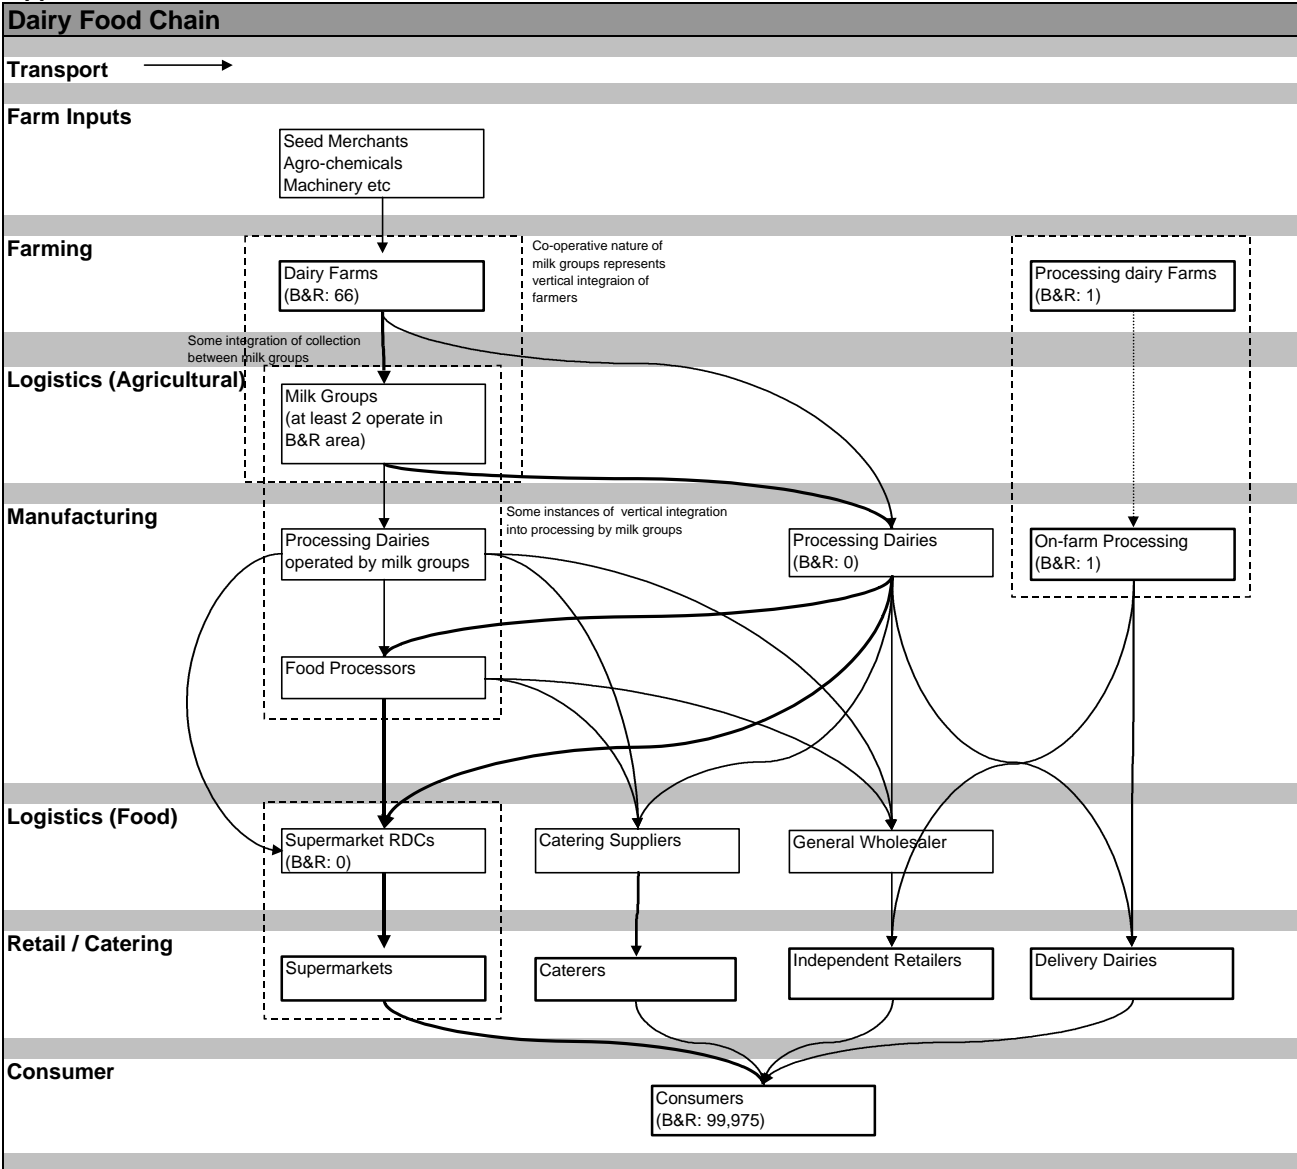 Dairy Food Chain
Transport
Farm Inputs
Seed Merchants
Agro-chemicals
Machinery etc
Farming
Co-operative nature of
milk groups represents
vertical integraion of
farmers
Dairy Farms
(B&R: 66)
Processing dairy Farms
(B&R: 1)
Some integration of collection
between milk groups
Logistics (Agricultural)
Milk Groups
(at least 2 operate in
B&R area)
Manufacturing
Some instances of vertical integration
into processing by milk groups
Processing Dairies
operated by milk groups
Processing Dairies
(B&R: 0)
On-farm Processing
(B&R: 1)
Food Processors
Logistics (Food)
Supermarket RDCs
(B&R: 0)
Catering Suppliers
General Wholesaler
Retail / Catering
Supermarkets
Caterers
Independent Retailers
Delivery Dairies
Consumer
Consumers
(B&R: 99,975)